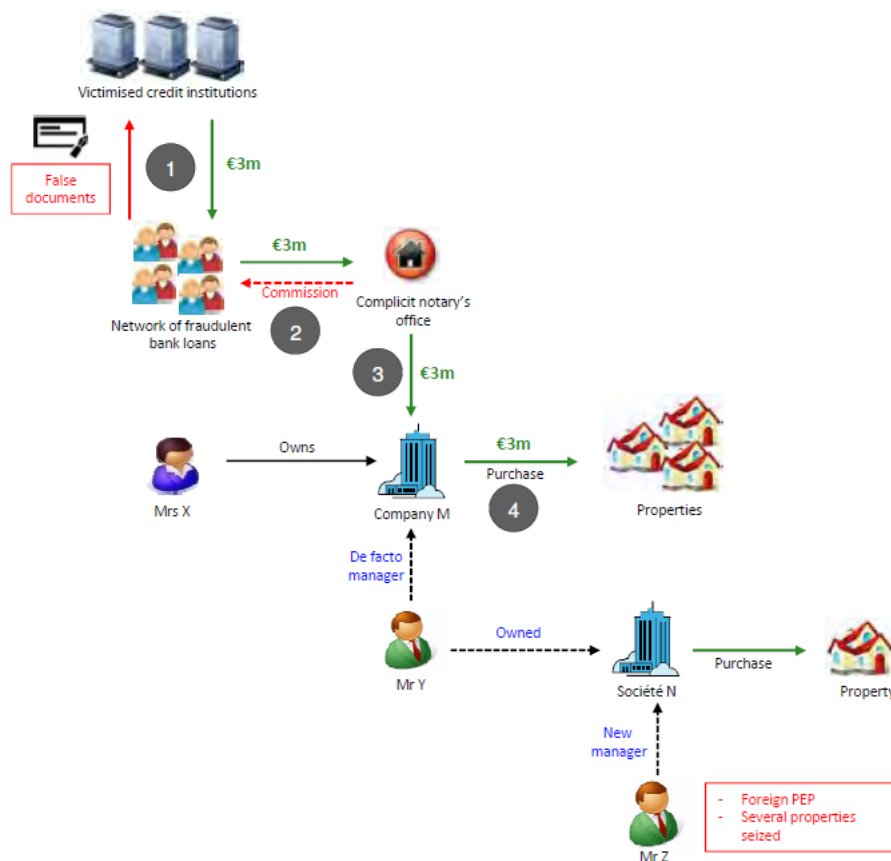 Victimised credit institutions
False
documents
1
€3m
€3m
Commission
2
Network of fraudulent
bank loans
Complicit notary's
office
3
€3m
Mrs X
Owns
Company M
€3m
Purchase
4
Properties
De facto
manager
Mr Y
Owned
Société N
Purchase
Property
New
manager
Mr Z
- Foreign PEP
- Several properties
seized